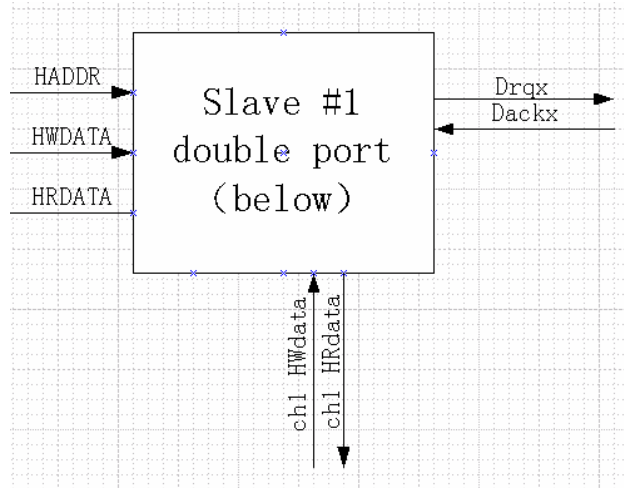 HADDR
HWDATA
HRDATA
Slave #1
double port
(below)
Drqx
Dackx
ch1 HWdata
ch1 HRdata